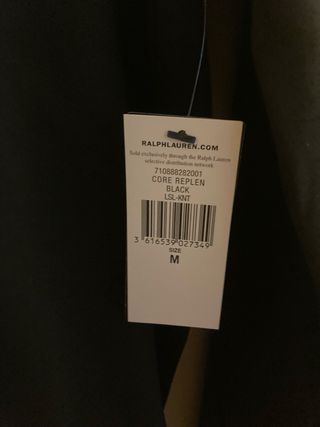 RALPHLAUREN.COM
Sold exclusively through the Ralph Lauren
selective distribution network
710888282001
CORE REPLEN
BLACK
LSL-KNT
3 616539 027349
SIZE
M